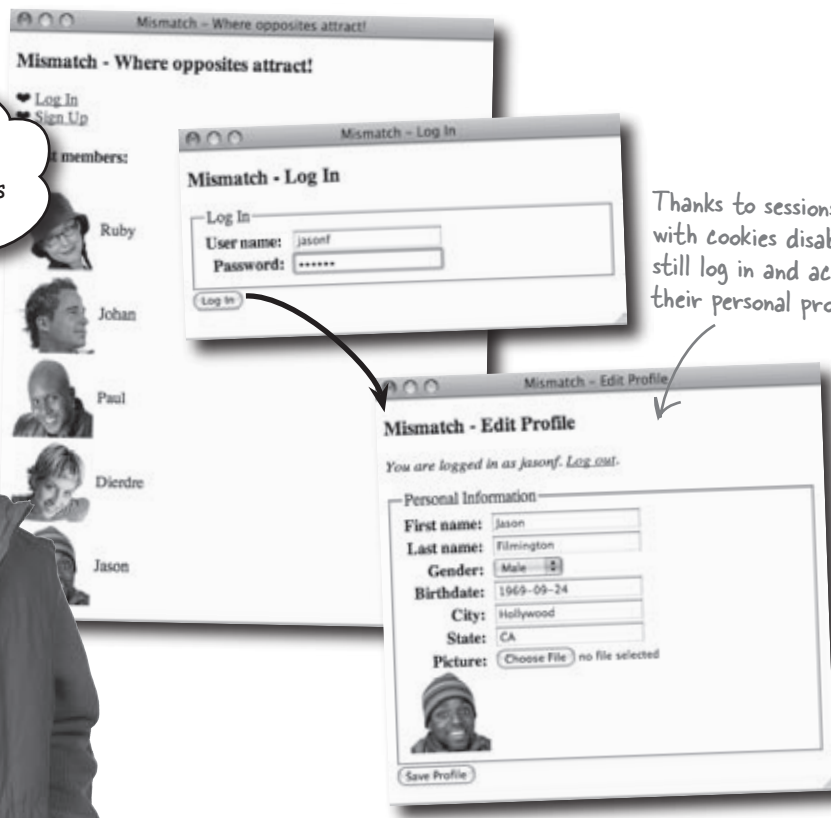 Mismatch - Where opposites attract!
Mismatch - Where opposites attract!
Log In
Sign Up
members:
Ruby
Johan
Paul
Dierdre
Jason
Mismatch - Log In
Mismatch - Log In
Log In
User name: jasonf
Password: ••••••
Log In
Thanks to sessions
with cookies
still log in and
their personal
Mismatch - Edit Profile
Mismatch - Edit Profile
You are logged in as jasonf. Log out.
Personal Information
First name: Jason
Last name: Filmington
Gender: Male
Birthdate: 1969-09-24
City: Hollywood
State: CA
Picture: Choose File no file selected
Save Profile